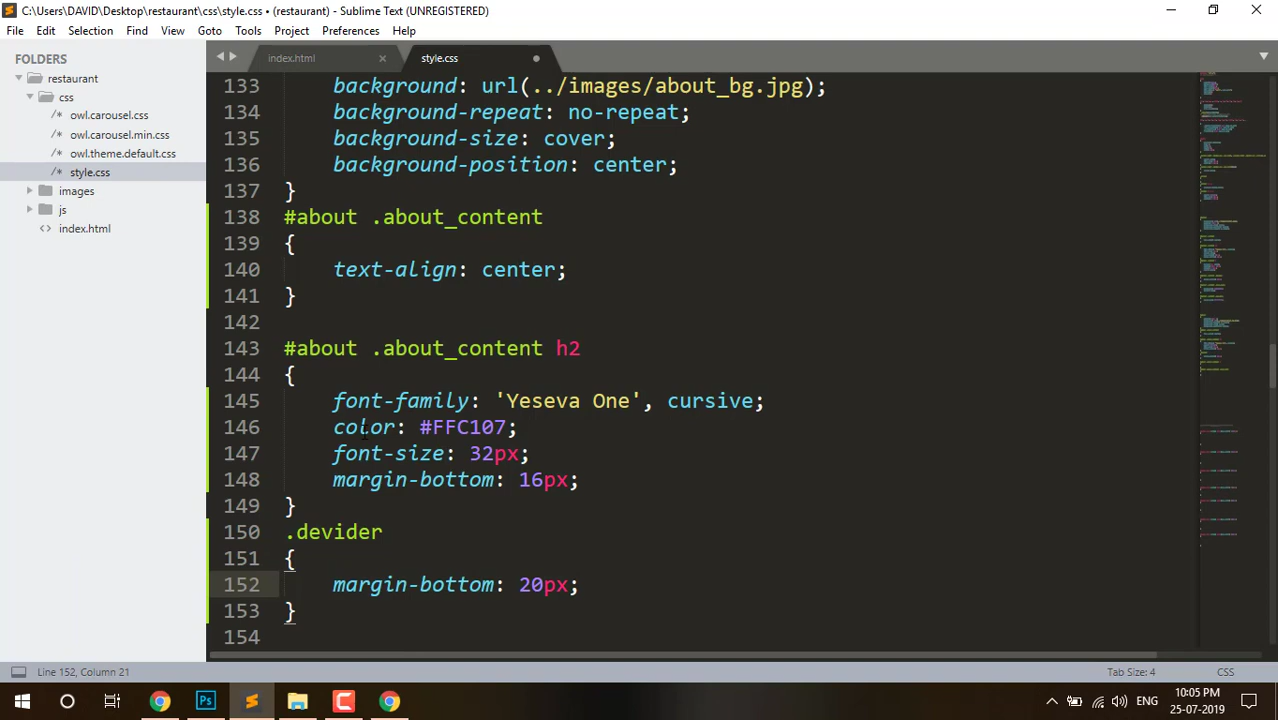 C:\Users\DAVID\Desktop\restaurant\css\style.css • (restaurant) - Sublime Text (UNREGISTERED)
File Edit Selection Find View Goto Tools Project Preferences Help
FOLDERS
restaurant
css
/* owl.carousel.css
/* owl.carousel.min.css
/* owl.theme.default.css
/* style.css
images
js
<> index.html
index.html
style.css
133 background: url(../images/about_bg.jpg);
134 background-repeat: no-repeat;
135 background-size: cover;
136 background-position: center;
137 }
138 #about .about_content
139 {
140 text-align: center;
141 }
142
143 #about .about_content h2
144 {
145 font-family: 'Yeseva One', cursive;
146 color: #FFC107;
147 font-size: 32px;
148 margin-bottom: 16px;
149 }
150 .devider
151 {
152 margin-bottom: 20px;
153 }
154
Line 152, Column 21
Tab Size: 4
CSS
Ps
ENG
10:05 PM
25-07-2019